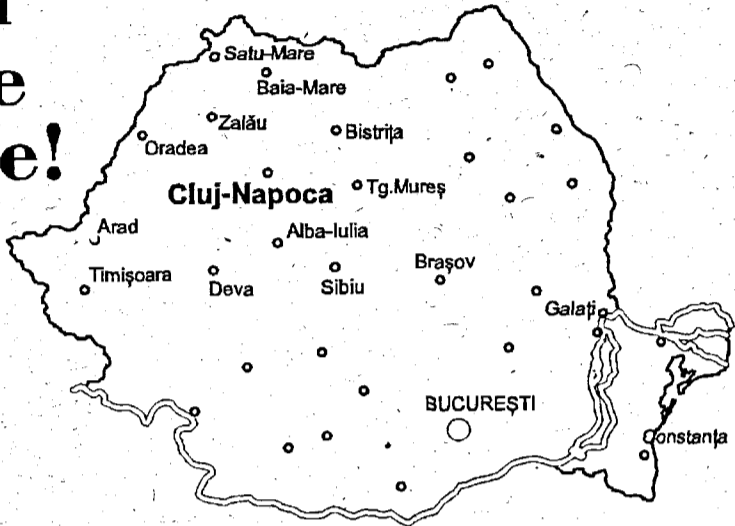 e!
Satu-Mare
Baia-Mare
Zalău
Oradea
Bistrița
Cluj-Napoca
Tg.Mureș
Arad
Alba-Iulia
Timișoara
Deva
Sibiu
Brașov
Galați
BUCUREȘTI
Constanța